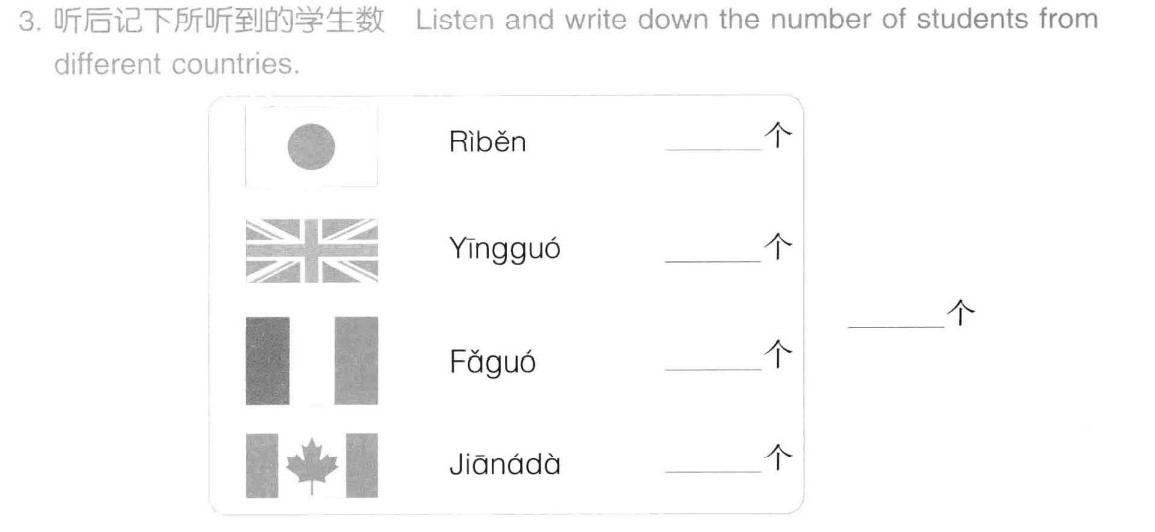 3. 听后记下所听到的学生数 Listen and write down the number of students from
different countries.
Rìběn ______个
Yīngguó ______个
______个
Fǎguó ______个
Jiānádà ______个